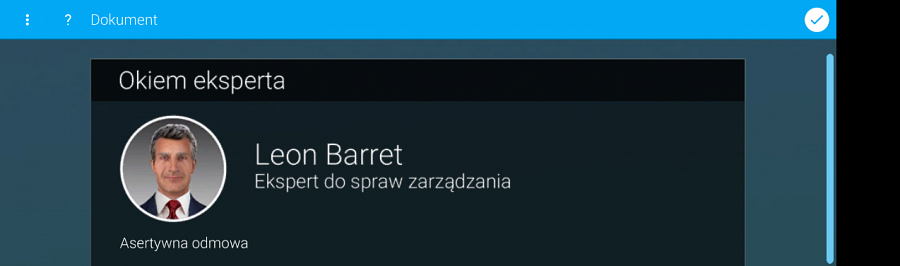 ? Dokument
Okiem eksperta
Leon Barret
Ekspert do spraw zarządzania
Asertywna odmowa